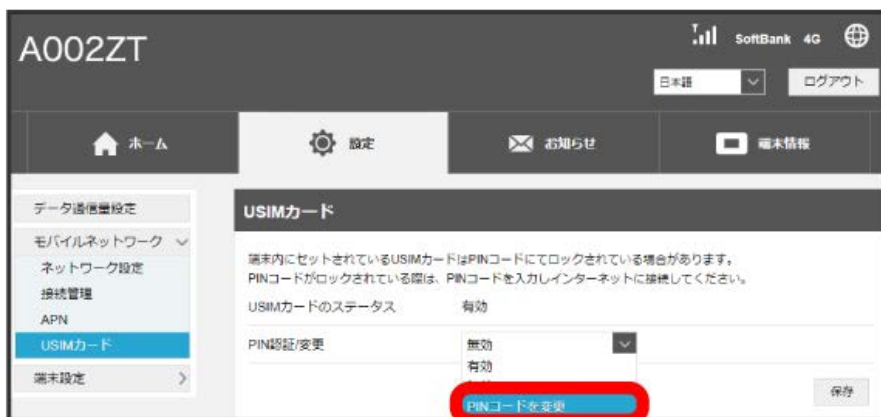 A002ZT
SoftBank 4G
日本語
ログアウト
ホーム
設定
お知らせ
端末情報
データ通信量設定
モバイルネットワーク
ネットワーク設定
接続管理
APN
USIMカード
端末設定
USIMカード
端末内にセットされているUSIMカードはPINコードにてロックされている場合があります。
PINコードがロックされている際は、PINコードを入力しインターネットに接続してください。
USIMカードのステータス 有効
PIN認証/変更 無効
有効
PINコードを変更
保存